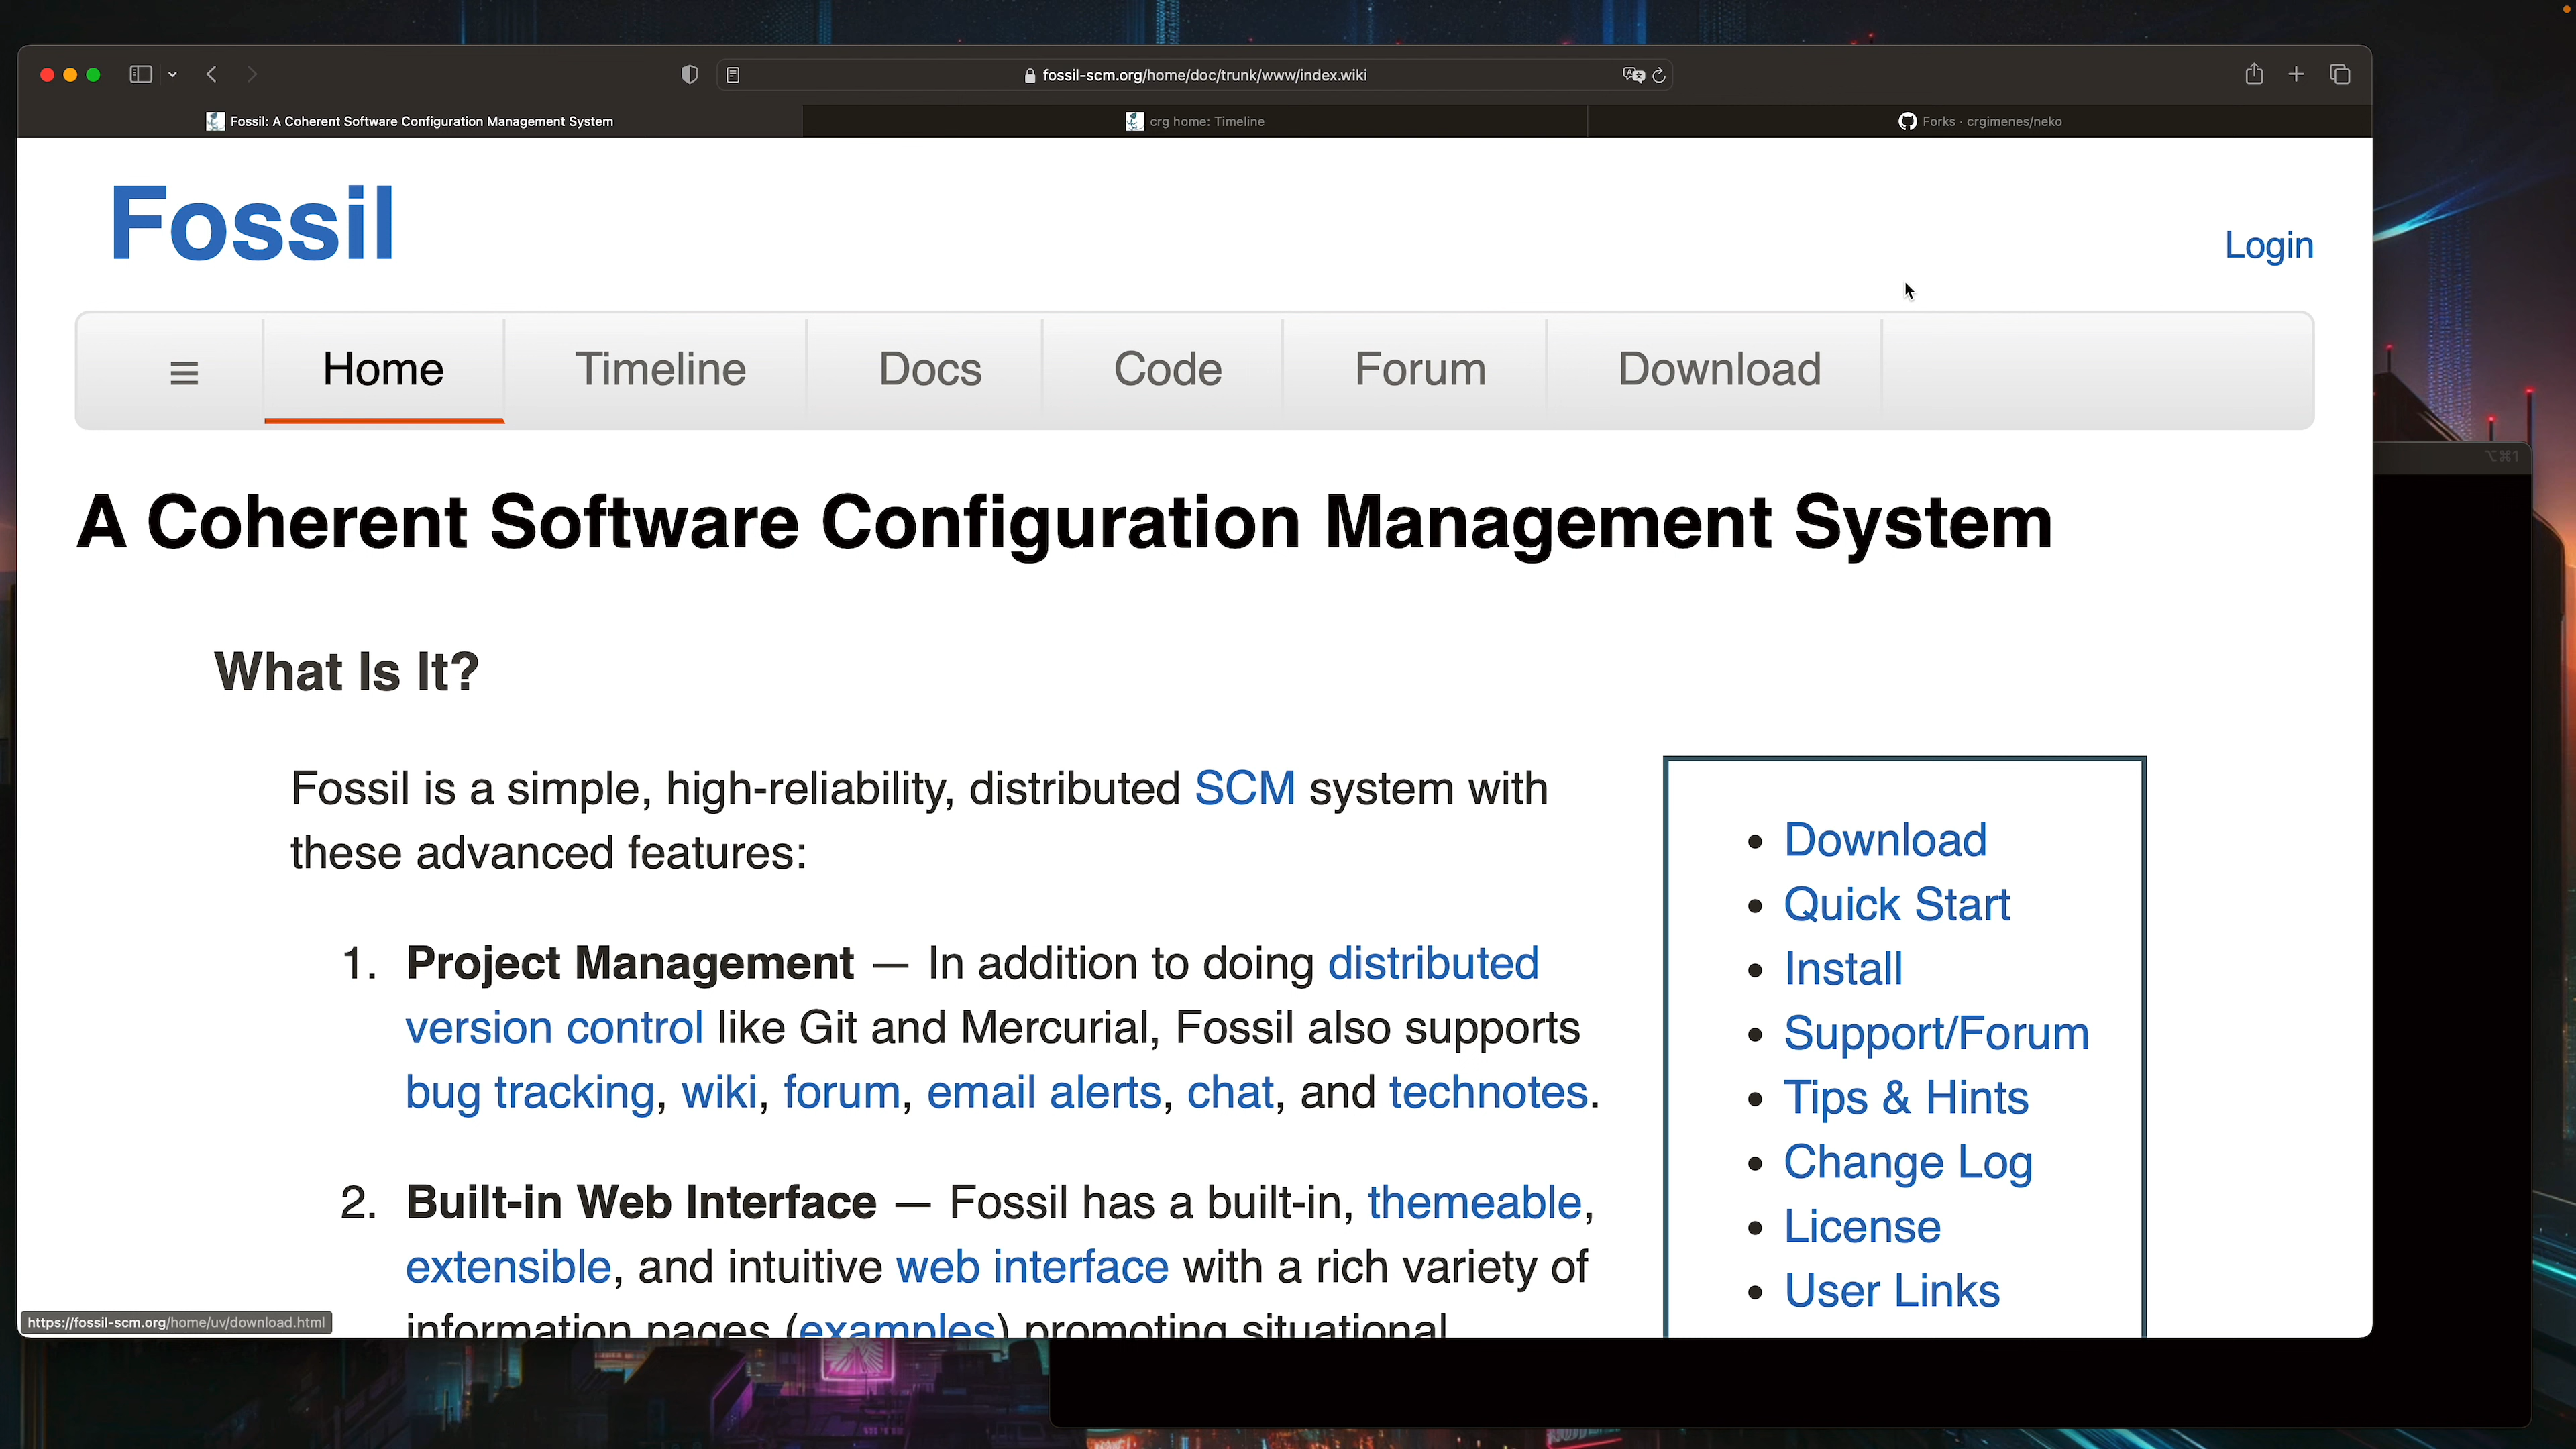 fossil-scm.org/home/doc/trunk/www/index.wiki
Fossil: A Coherent Software Configuration Management System
crg home: Timeline
Forks · crgimenes/neko
Fossil
Login
☰ Home Timeline Docs Code Forum Download
⌥⌘1
A Coherent Software Configuration Management System
What Is It?
Fossil is a simple, high-reliability, distributed SCM system with
these advanced features:
1. Project Management — In addition to doing distributed
version control like Git and Mercurial, Fossil also supports
bug tracking, wiki, forum, email alerts, chat, and technotes.
2. Built-in Web Interface — Fossil has a built-in, themeable,
extensible, and intuitive web interface with a rich variety of
information pages (examples) promoting situational
• Download
• Quick Start
• Install
• Support/Forum
• Tips & Hints
• Change Log
• License
• User Links
https://fossil-scm.org/home/uv/download.html